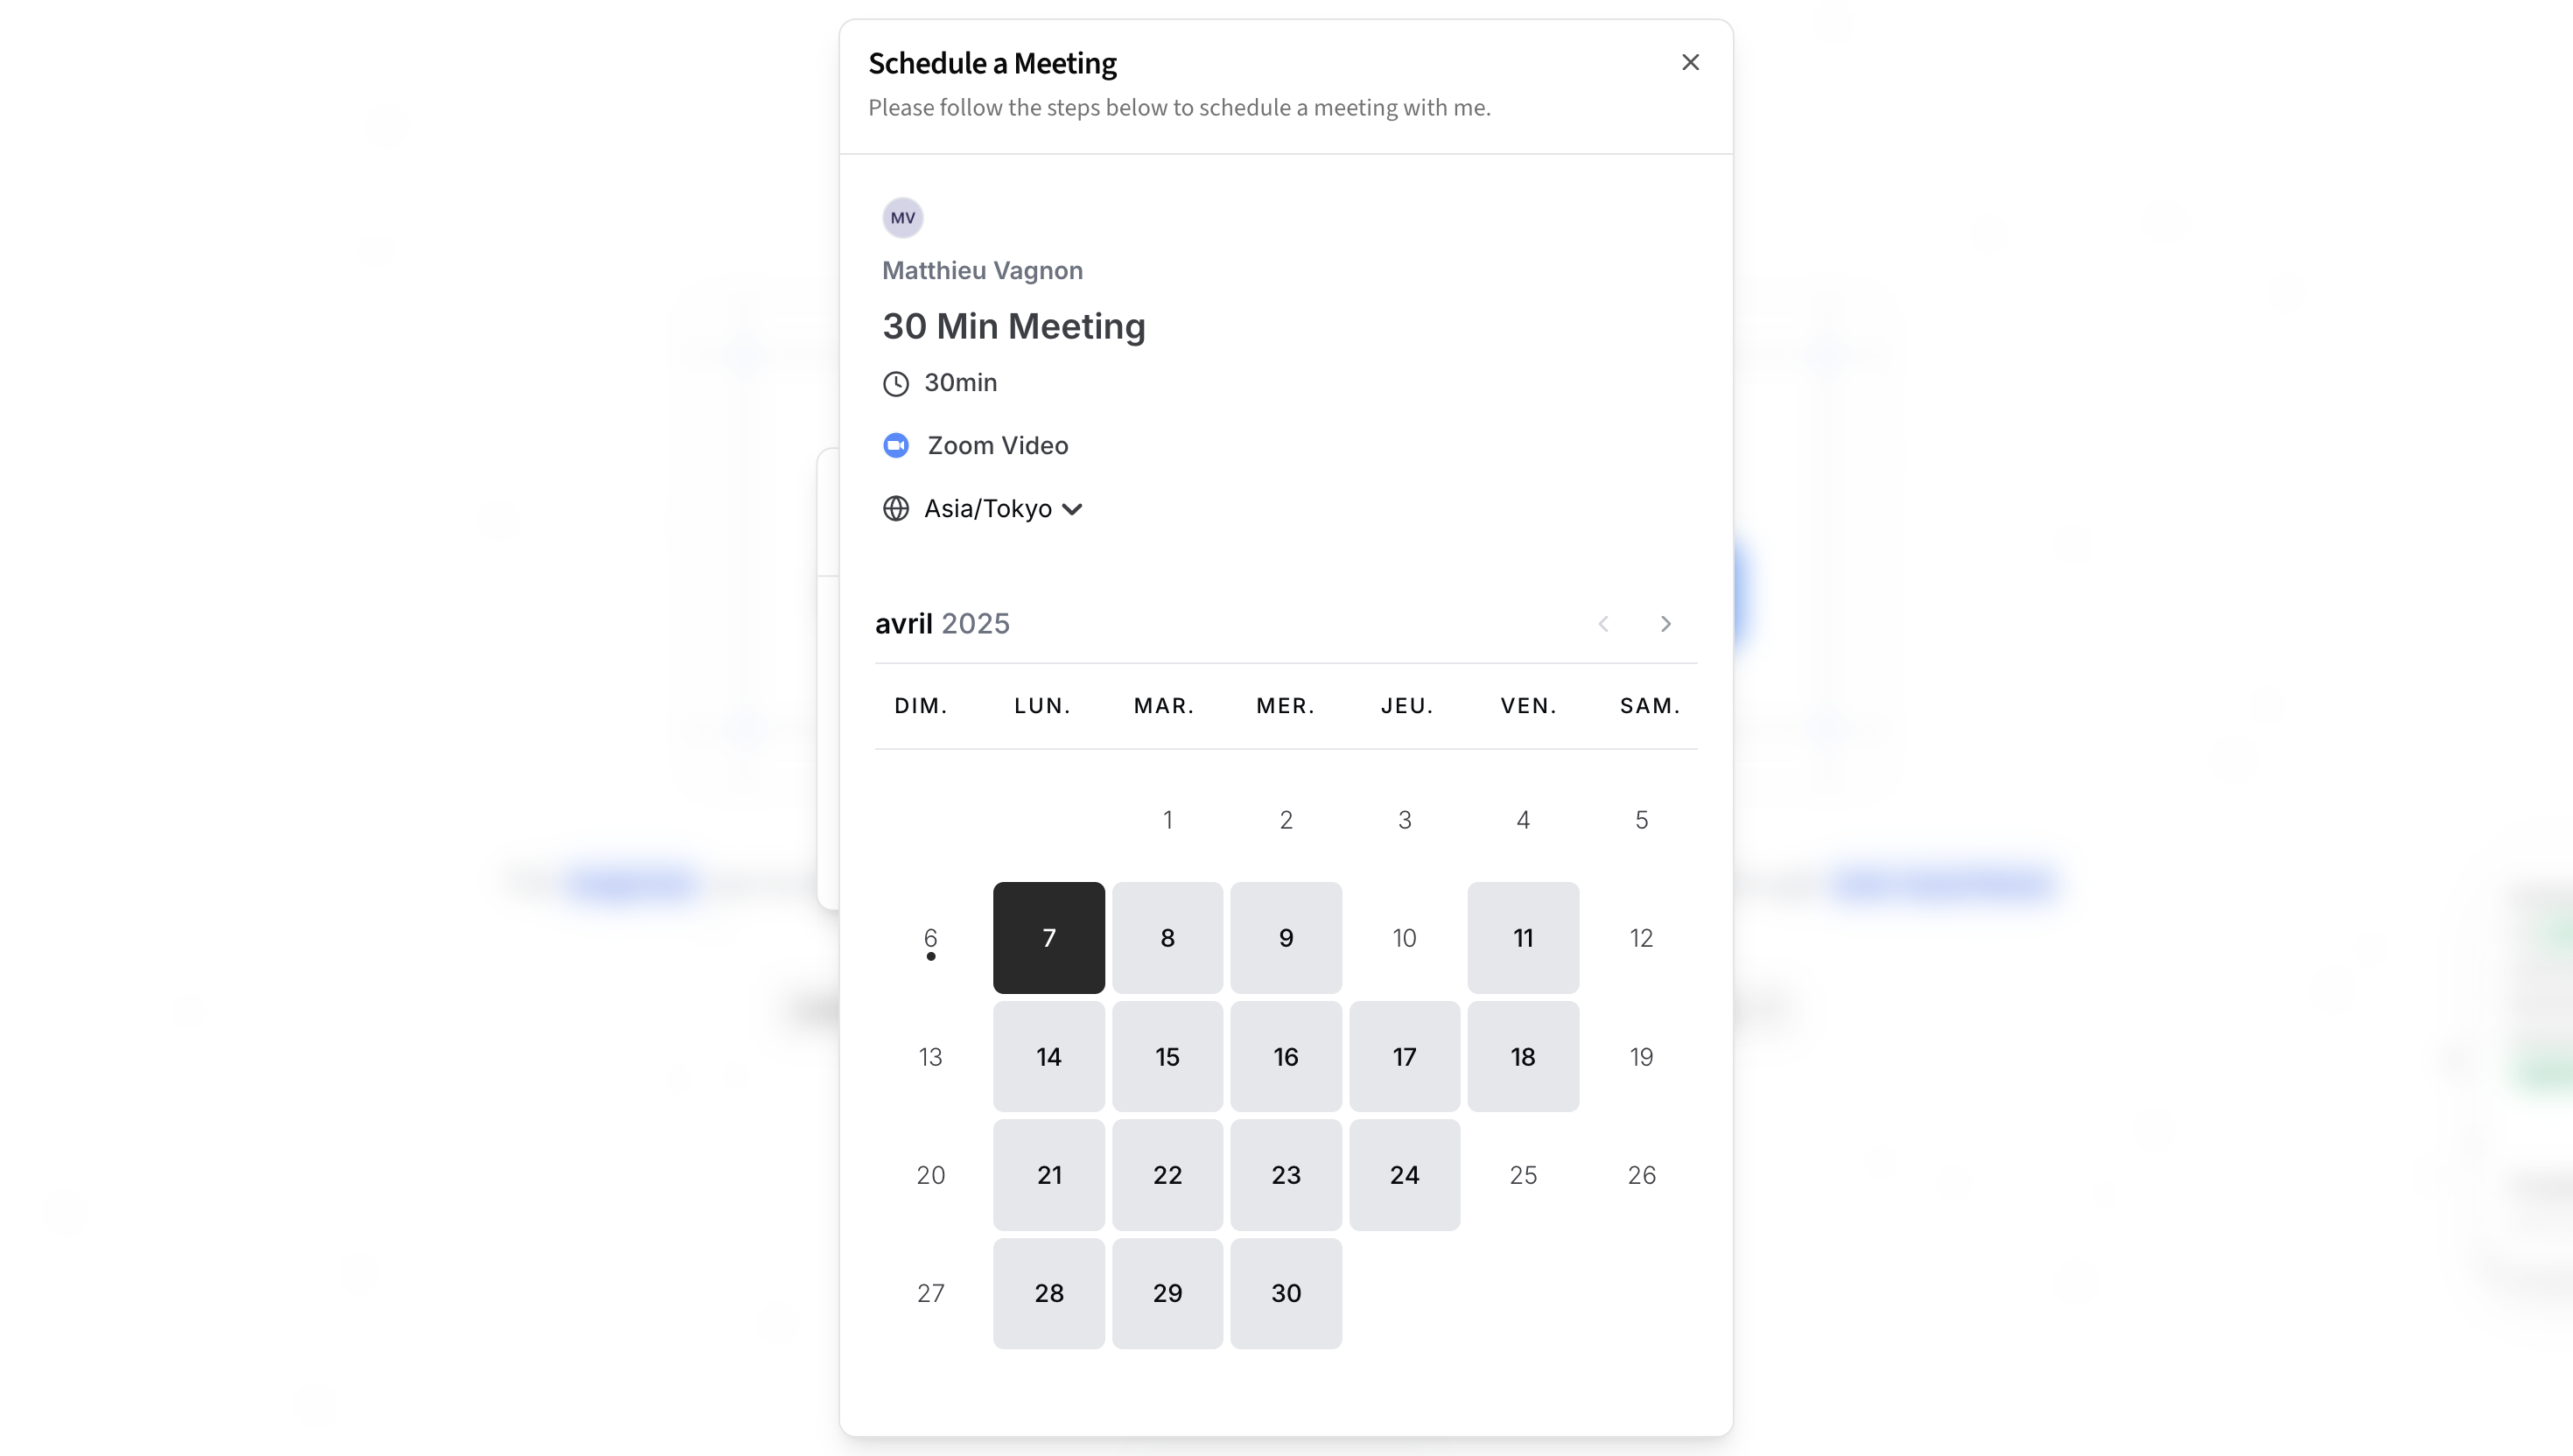 Schedule a Meeting
Please follow the steps below to schedule a meeting with me.
MV
Matthieu Vagnon
30 Min Meeting
30min
Zoom Video
Asia/Tokyo
avril 2025
DIM. LUN. MAR. MER. JEU. VEN. SAM.
1 2 3 4 5
6 7 8 9 10 11 12
13 14 15 16 17 18 19
20 21 22 23 24 25 26
27 28 29 30